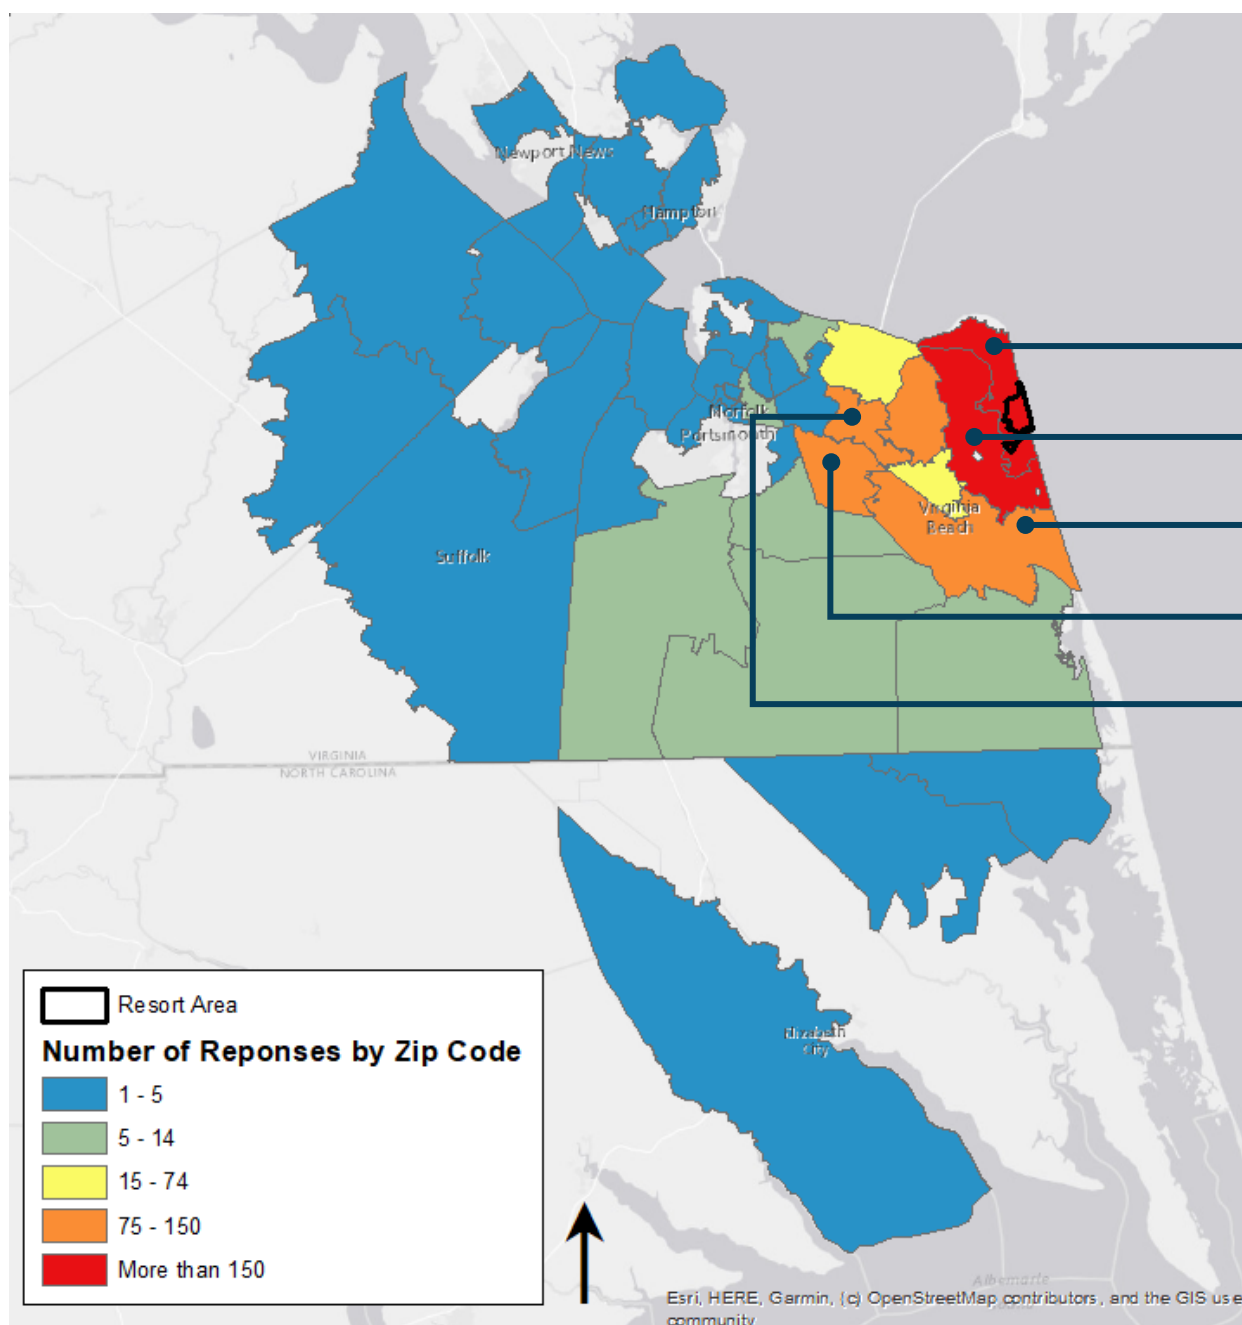 Newport News
Hampton
Norfolk
Portsmouth
Virginia
Beach
Suffolk
VIRGINIA
NORTH CAROLINA
Elizabeth
City
Resort Area
Number of Reponses by Zip Code
1 - 5
5 - 14
15 - 74
75 - 150
More than 150
Albemarle
Esri, HERE, Garmin, (c) OpenStreetMap contributors, and the GIS use
community